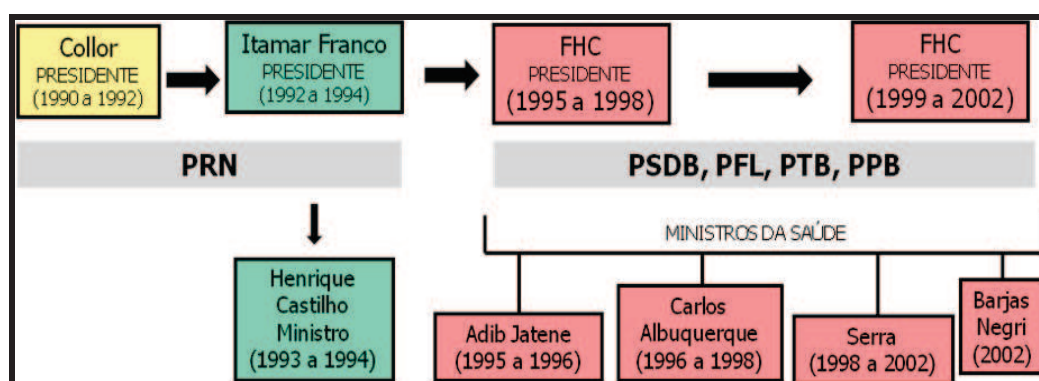 Collor
PRESIDENTE
(1990 a 1992)
Itamar Franco
PRESIDENTE
(1992 a 1994)
FHC
PRESIDENTE
(1995 a 1998)
FHC
PRESIDENTE
(1999 a 2002)
PRN
PSDB, PFL, PTB, PPB
MINISTROS DA SAÚDE
Henrique
Castilho
Ministro
(1993 a 1994)
Adib Jatene
(1995 a 1996)
Carlos
Albuquerque
(1996 a 1998)
Serra
(1998 a 2002)
Barjas
Negri
(2002)